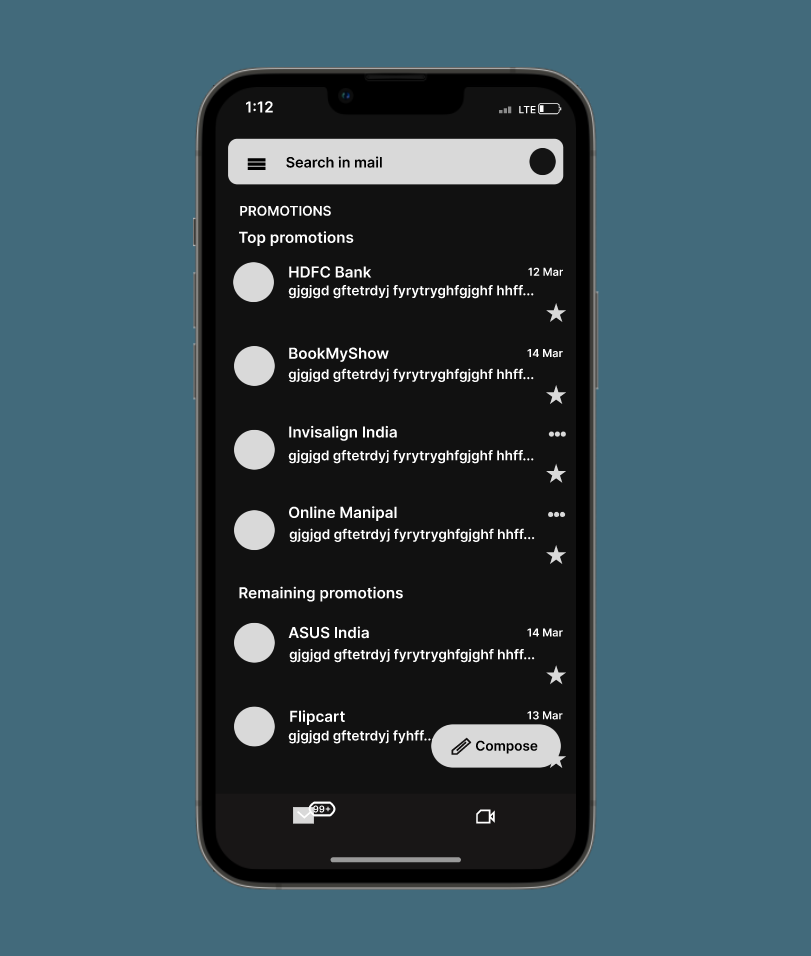 1:12
LTE
Search in mail
PROMOTIONS
Top promotions
HDFC Bank
12 Mar
gjgjgd gftetrdyj fyrytryghfgjghf hhff...
BookMyShow
14 Mar
gjgjgd gftetrdyj fyrytryghfgjghf hhff...
Invisalign India
gjgjgd gftetrdyj fyrytryghfgjghf hhff...
Online Manipal
gjgjgd gftetrdyj fyrytryghfgjghf hhff...
Remaining promotions
ASUS India
14 Mar
gjgjgd gftetrdyj fyrytryghfgjghf hhff...
Flipcart
13 Mar
gjgjgd gftetrdyj fyhff..
Compose
99+